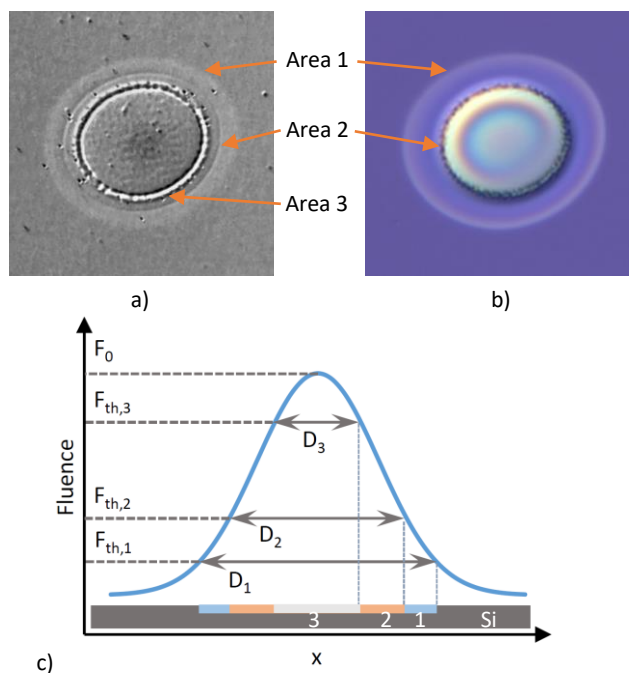 Area 1
Area 2
Area 3
a)
b)
F0
Fth,3
D3
Fth,2
D2
Fth,1
D1
Fluence
3 2 1 Si
x
c)